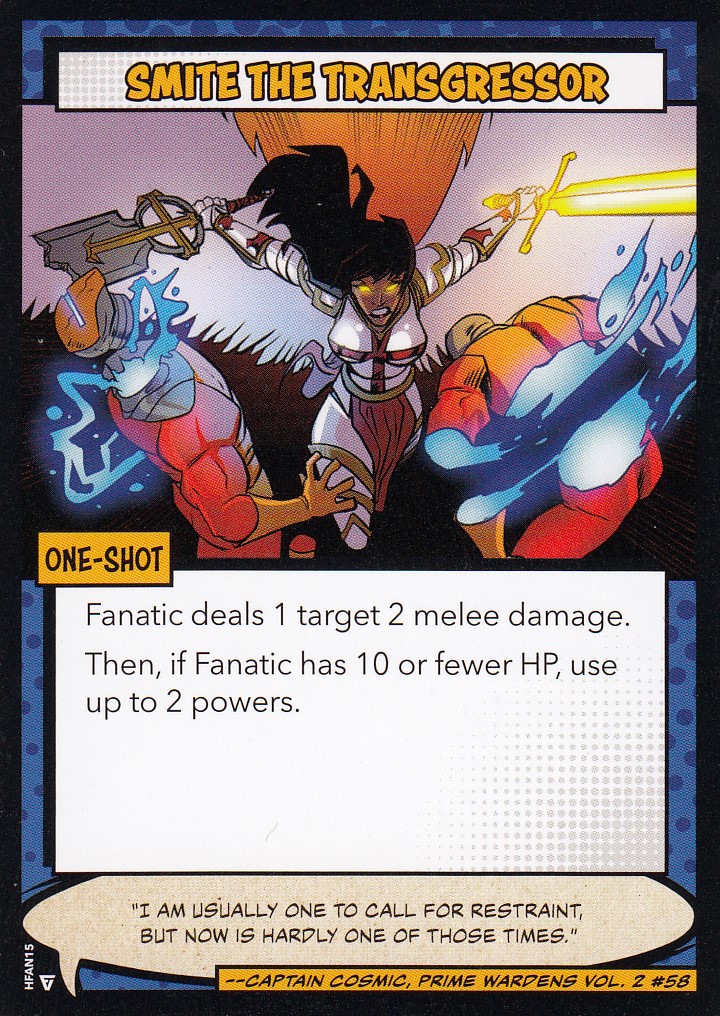 SMITE THE TRANSGRESSOR
ONE-SHOT
Fanatic deals 1 target 2 melee damage.
Then, if Fanatic has 10 or fewer HP, use
up to 2 powers.
"I AM USUALLY ONE TO CALL FOR RESTRAINT,
BUT NOW IS HARDLY ONE OF THOSE TIMES."
--CAPTAIN COSMIC, PRIME WARDENS VOL. 2 #58
HFAN15